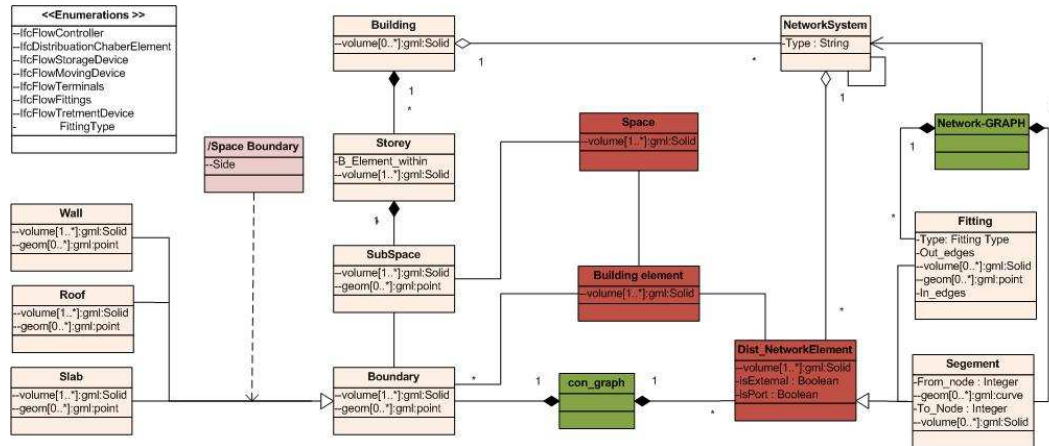 <<Enumerations >>
--IfcFlowController
--IfcDistribuationChaberElement
--IfcFlowStorageDevice
--IfcFlowMovingDevice
--IfcFlowTerminals
--IfcFlowFittings
--IfcFlowTretmentDevice
- FittingType
Building
--volume[0..*]:gml:Solid
1
*
1
*
NetworkSystem
-Type : String
1
*
/Space Boundary
--Side
Storey
-B_Element_within
--volume[1..*]:gml:Solid
1
Space
--volume[1..*]:gml:Solid
Network-GRAPH
1
*
Wall
--volume[1..*]:gml:Solid
--geom[0..*]:gml:point
SubSpace
--volume[1..*]:gml:Solid
--geom[0..*]:gml:point
Building element
--volume[1..*]:gml:Solid
Fitting
-Type: Fitting Type
-Out_edges
--volume[0..*]:gml:Solid
--geom[0..*]:gml:point
-In_edges
Roof
--volume[1..*]:gml:Solid
--geom[0..*]:gml:point
Slab
--volume[1..*]:gml:Solid
--geom[0..*]:gml:point
Boundary
--volume[1..*]:gml:Solid
--geom[0..*]:gml:point
*
1
con_graph
1
*
Dist_NetworkElement
--volume[1..*]:gml:Solid
--isExternal : Boolean
--IsPort : Boolean
Segement
-From_node : Integer
--geom[0..*]:gml:curve
-To_Node : Integer
--volume[0..*]:gml:Solid